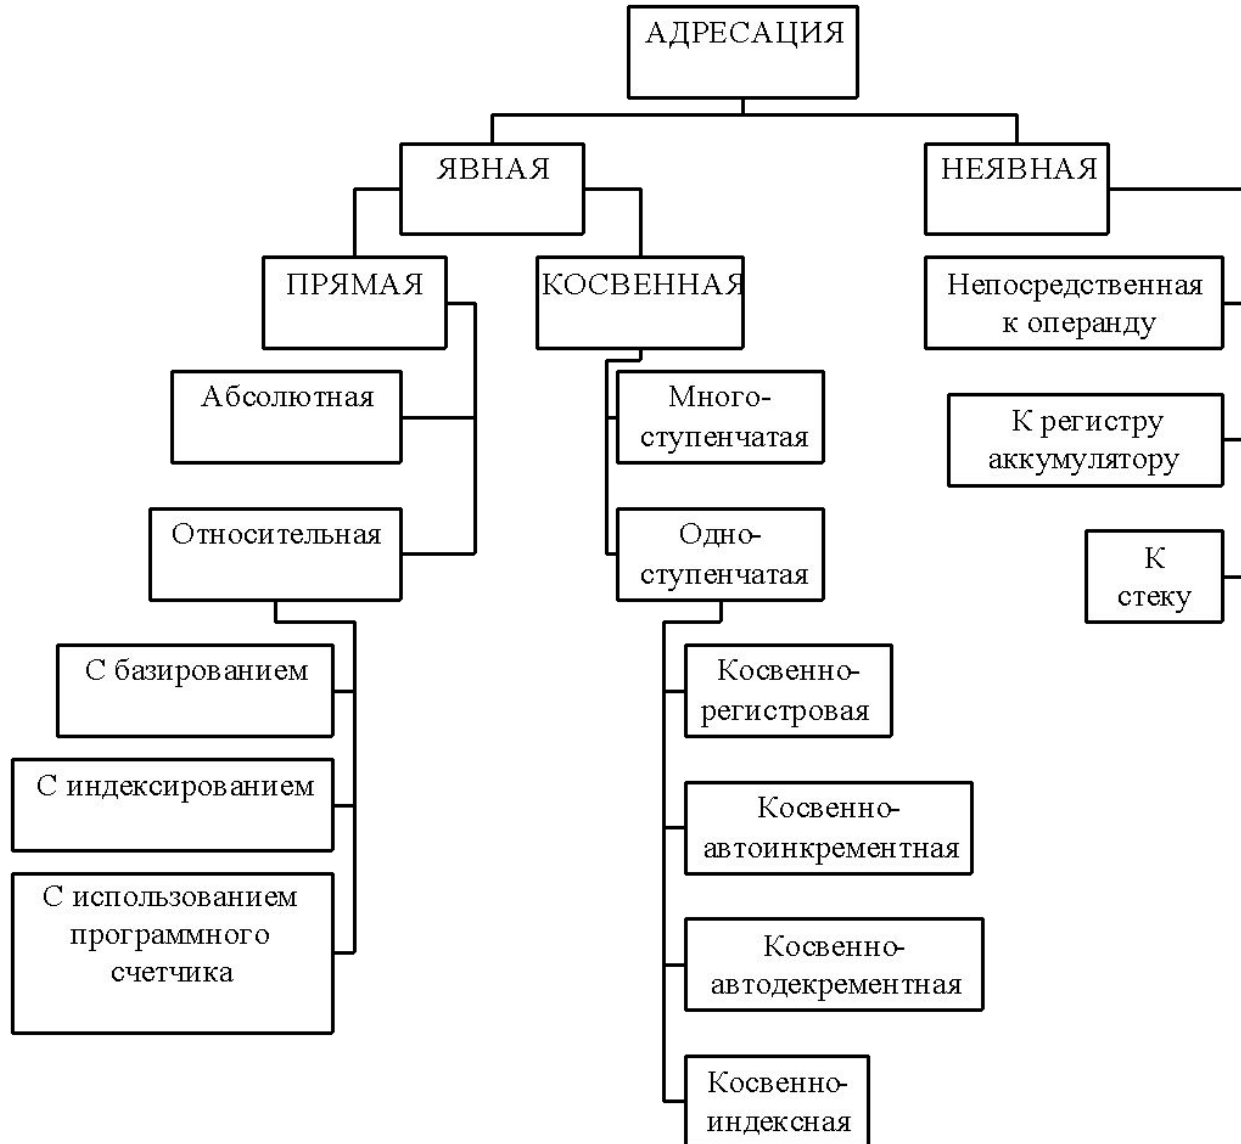 АДРЕСАЦИЯ
ЯВНАЯ
НЕЯВНАЯ
ПРЯМАЯ
КОСВЕННАЯ
Непосредственная
к операнду
Абсолютная
Много-
ступенчатая
К регистру
аккумулятору
Относительная
Одно-
ступенчатая
К
стеку
С базированием
Косвенно-
регистровая
С индексированием
Косвенно-
автоинкрементная
С использованием
программного
счетчика
Косвенно-
автодекрементная
Косвенно-
индексная